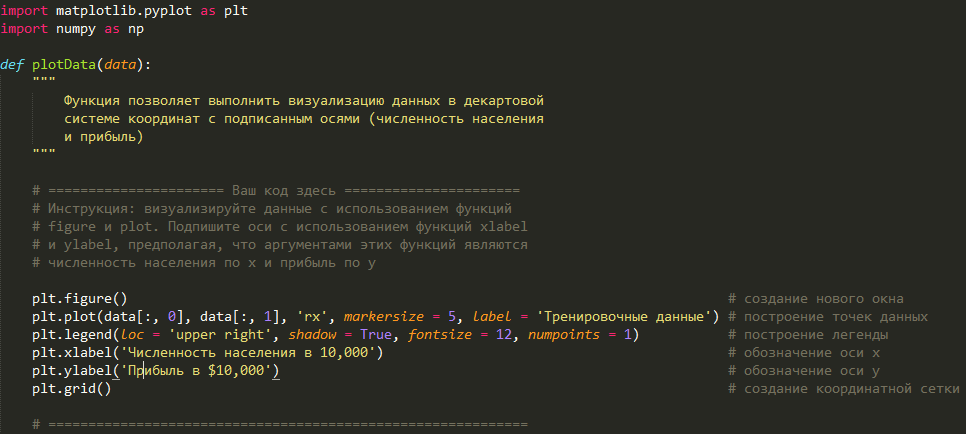 import matplotlib.pyplot as plt
import numpy as np
def plotData(data):
"""
Функция позволяет выполнить визуализацию данных в декартовой
системе координат с подписанным осями (численность населения
и прибыль)
"""
# ====================== Ваш код здесь ======================
# Инструкция: визуализируйте данные с использованием функций
# figure и plot. Подпишите оси с использованием функций xlabel
# и ylabel, предполагая, что аргументами этих функций являются
# численность населения по x и прибыль по y
plt.figure() # создание нового окна
plt.plot(data[:, 0], data[:, 1], 'rx', markersize = 5, label = 'Тренировочные данные') # построение точек данных
plt.legend(loc = 'upper right', shadow = True, fontsize = 12, numpoints = 1) # построение легенды
plt.xlabel('Численность населения в 10,000') # обозначение оси x
plt.ylabel('Прибыль в $10,000') # обозначение оси y
plt.grid() # создание координатной сетки
# ============================================================